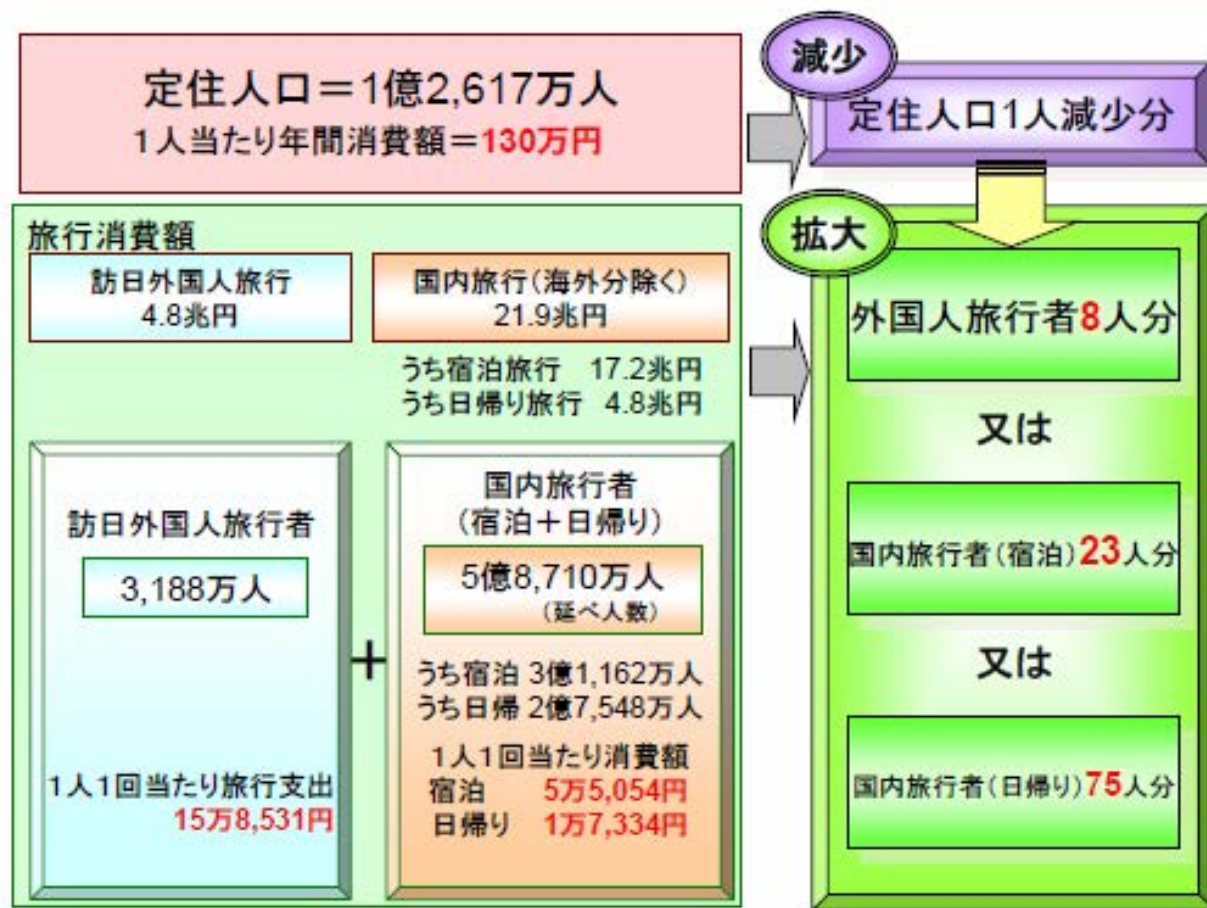 定住人口＝1億2,617万人
1人当たり年間消費額＝130万円
減少
定住人口1人減少分
旅行消費額
訪日外国人旅行
4.8兆円
国内旅行(海外分除く)
21.9兆円
うち宿泊旅行 17.2兆円
うち日帰り旅行 4.8兆円
訪日外国人旅行者
3,188万人
1人1回当たり旅行支出
15万8,531円
＋
国内旅行者
(宿泊＋日帰り)
5億8,710万人
(延べ人数)
うち宿泊 3億1,162万人
うち日帰 2億7,548万人
1人1回当たり消費額
宿泊 5万5,054円
日帰り 1万7,334円
拡大
外国人旅行者8人分
又は
国内旅行者(宿泊)23人分
又は
国内旅行者(日帰り)75人分